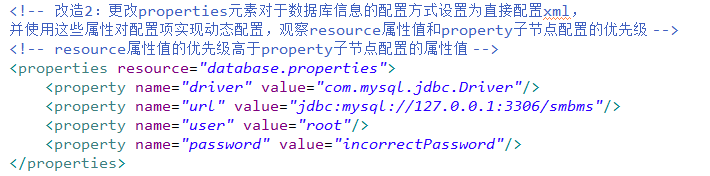 <!-- 改造2：更改properties元素对于数据库信息的配置方式设置为直接配置xml，
并使用这些属性对配置项实现动态配置，观察resource属性值和property子节点配置的优先级 -->
<!-- resource属性值的优先级高于property子节点配置的属性值 -->
<properties resource="database.properties">
    <property name="driver" value="com.mysql.jdbc.Driver"/>
    <property name="url" value="jdbc:mysql://127.0.0.1:3306/smbms"/>
    <property name="user" value="root"/>
    <property name="password" value="incorrectPassword"/>
</properties>